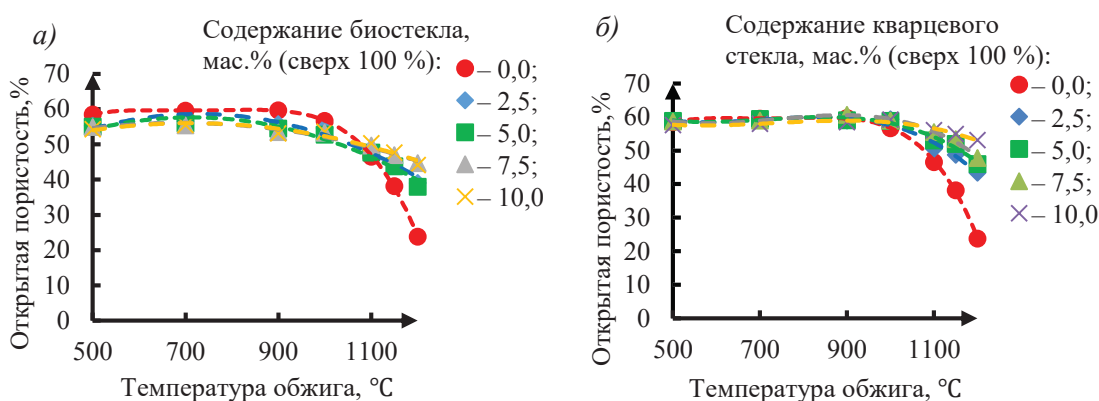 а)
Содержание биостекла,
мас.% (сверх 100 %):
– 0,0;
– 2,5;
– 5,0;
– 7,5;
– 10,0
Открытая пористость,%
70
60
50
40
30
20
10
0
500 700 900 1100
Температура обжига, °С
б)
Содержание кварцевого
стекла, мас.% (сверх 100 %):
– 0,0;
– 2,5;
– 5,0;
– 7,5;
– 10,0
Открытая пористость,%
70
60
50
40
30
20
10
0
500 700 900 1100
Температура обжига, °С